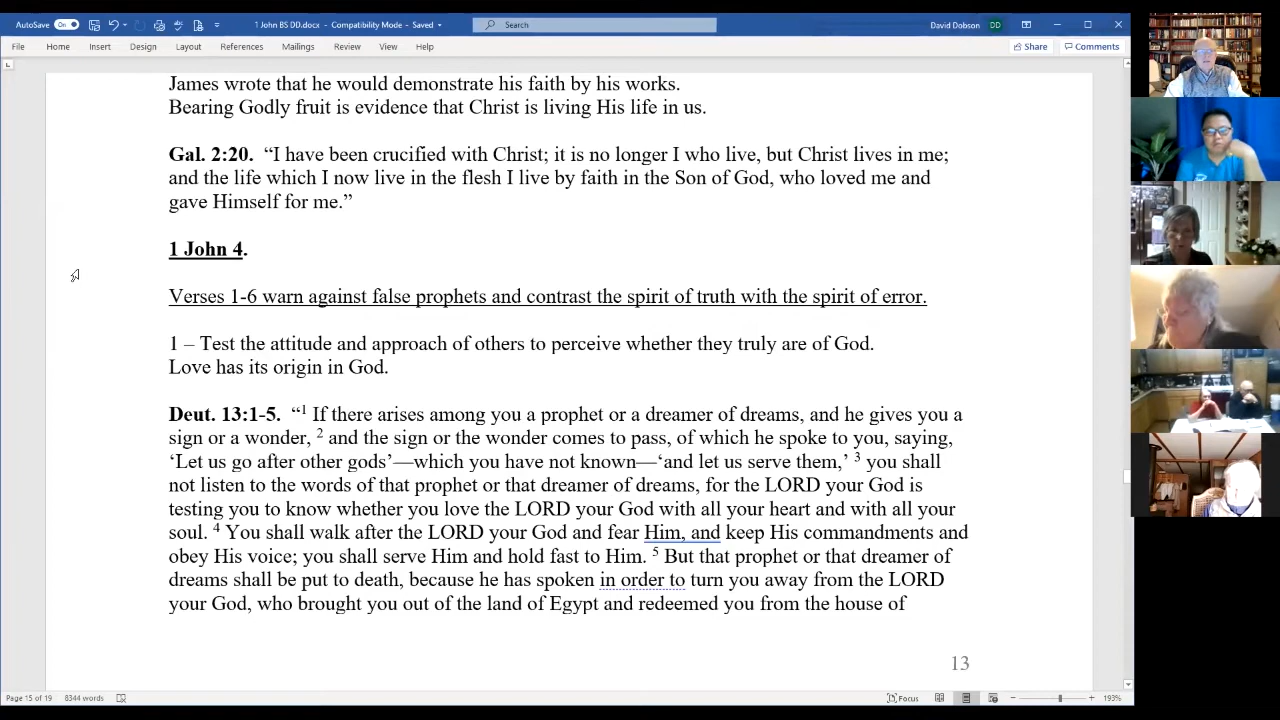 AutoSave On 1 John BS DD.docx - Compatibility Mode - Saved Search David Dobson DD
File Home Insert Design Layout References Mailings Review View Help Share Comments
James wrote that he would demonstrate his faith by his works.
Bearing Godly fruit is evidence that Christ is living His life in us.
Gal. 2:20. “I have been crucified with Christ; it is no longer I who live, but Christ lives in me;
and the life which I now live in the flesh I live by faith in the Son of God, who loved me and
gave Himself for me.”
1 John 4.
Verses 1-6 warn against false prophets and contrast the spirit of truth with the spirit of error.
1 – Test the attitude and approach of others to perceive whether they truly are of God.
Love has its origin in God.
Deut. 13:1-5. “1 If there arises among you a prophet or a dreamer of dreams, and he gives you a
sign or a wonder, 2 and the sign or the wonder comes to pass, of which he spoke to you, saying,
‘Let us go after other gods’—which you have not known—‘and let us serve them,’ 3 you shall
not listen to the words of that prophet or that dreamer of dreams, for the LORD your God is
testing you to know whether you love the LORD your God with all your heart and with all your
soul. 4 You shall walk after the LORD your God and fear Him, and keep His commandments and
obey His voice; you shall serve Him and hold fast to Him. 5 But that prophet or that dreamer of
dreams shall be put to death, because he has spoken in order to turn you away from the LORD
your God, who brought you out of the land of Egypt and redeemed you from the house of
13
Page 15 of 19 8344 words Focus 193%